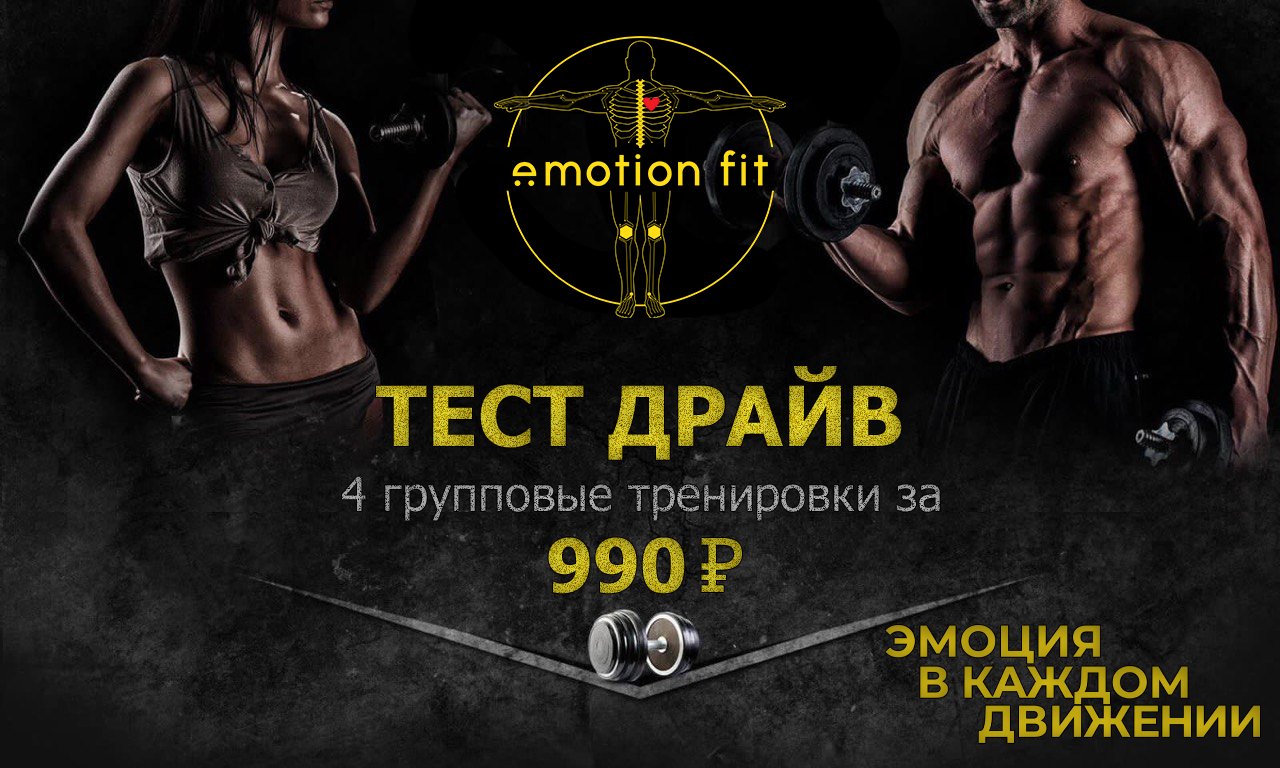 emotion fit
ТЕСТ ДРАЙВ
4 групповые тренировки за
990 ₽
ЭМОЦИЯ
В КАЖДОМ
ДВИЖЕНИИ